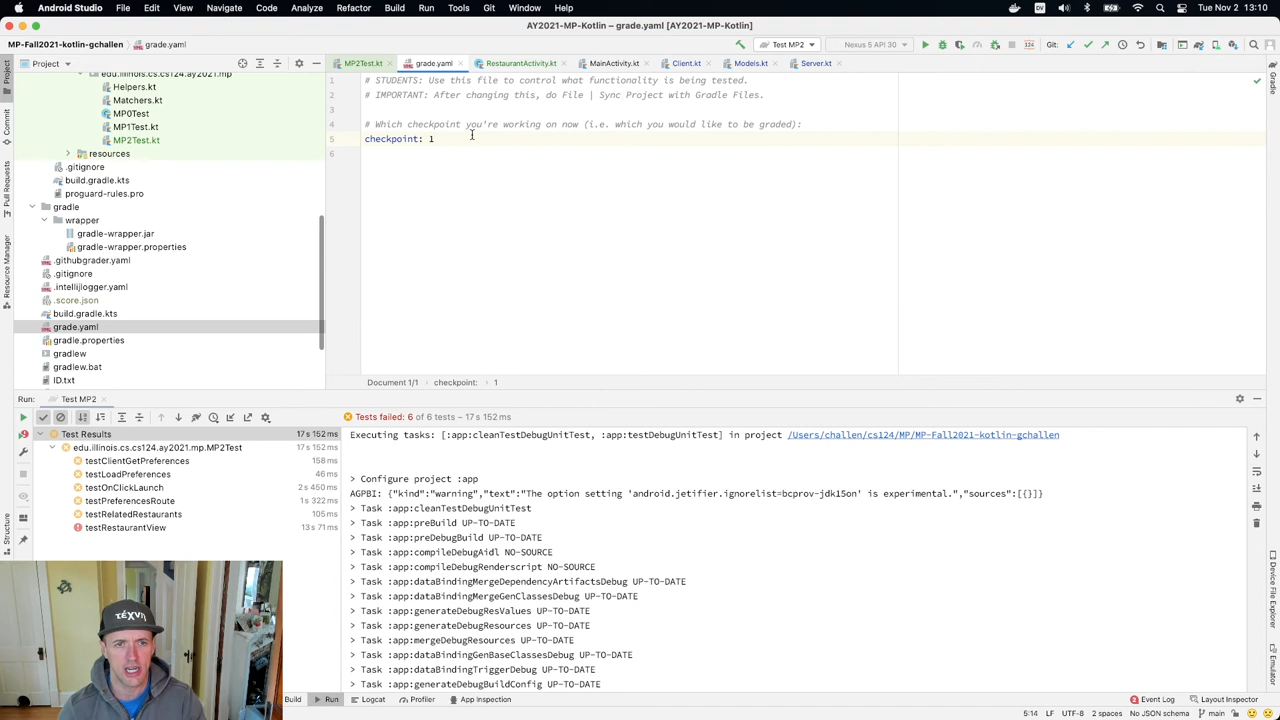 Android Studio File Edit View Navigate Code Analyze Refactor Build Run Tools Git Window Help Tue Nov 2 13:10
AY2021-MP-Kotlin – grade.yaml [AY2021-MP-Kotlin]
MP-Fall2021-kotlin-gchallen grade.yaml Test MP2 Nexus 5 API 30 Git:
Project MP2Test.kt grade.yaml RestaurantActivity.kt MainActivity.kt Client.kt Models.kt Server.kt
edu.illinois.cs.cs124.ay2021.mp
Helpers.kt
Matchers.kt
MP0Test
MP1Test.kt
MP2Test.kt
resources
.gitignore
build.gradle.kts
proguard-rules.pro
gradle
wrapper
gradle-wrapper.jar
gradle-wrapper.properties
.githubgrader.yaml
.gitignore
.intellijlogger.yaml
.score.json
build.gradle.kts
grade.yaml
gradle.properties
gradlew
gradlew.bat
ID.txt
1 # STUDENTS: Use this file to control what functionality is being tested.
2 # IMPORTANT: After changing this, do File | Sync Project with Gradle Files.
3
4 # Which checkpoint you're working on now (i.e. which you would like to be graded):
5 checkpoint: 1
6
Document 1/1 checkpoint: 1
Project
Commit
Pull Requests
Resource Manager
Structure
Gradle
Device File Explorer
Emulator
Run: Test MP2
Tests failed: 6 of 6 tests – 17 s 152 ms
Test Results 17 s 152 ms
edu.illinois.cs.cs124.ay2021.mp.MP2Test 17 s 152 ms
testClientGetPreferences 158 ms
testLoadPreferences 46 ms
testOnClickLaunch 2 s 450 ms
testPreferencesRoute 1 s 322 ms
testRelatedRestaurants 105 ms
testRestaurantView 13 s 71 ms
Executing tasks: [:app:cleanTestDebugUnitTest, :app:testDebugUnitTest] in project /Users/challen/cs124/MP/MP-Fall2021-kotlin-gchallen
> Configure project :app
AGPBI: {"kind":"warning","text":"The option setting 'android.jetifier.ignorelist=bcprov-jdk15on' is experimental.","sources":[{}]}
> Task :app:cleanTestDebugUnitTest
> Task :app:preBuild UP-TO-DATE
> Task :app:preDebugBuild UP-TO-DATE
> Task :app:compileDebugAidl NO-SOURCE
> Task :app:compileDebugRenderscript NO-SOURCE
> Task :app:dataBindingMergeDependencyArtifactsDebug UP-TO-DATE
> Task :app:dataBindingMergeGenClassesDebug UP-TO-DATE
> Task :app:generateDebugResValues UP-TO-DATE
> Task :app:generateDebugResources UP-TO-DATE
> Task :app:mergeDebugResources UP-TO-DATE
> Task :app:dataBindingGenBaseClassesDebug UP-TO-DATE
> Task :app:dataBindingTriggerDebug UP-TO-DATE
> Task :app:generateDebugBuildConfig UP-TO-DATE
Build Run Logcat Profiler App Inspection Event Log Layout Inspector
5:14 LF UTF-8 2 spaces No JSON schema main